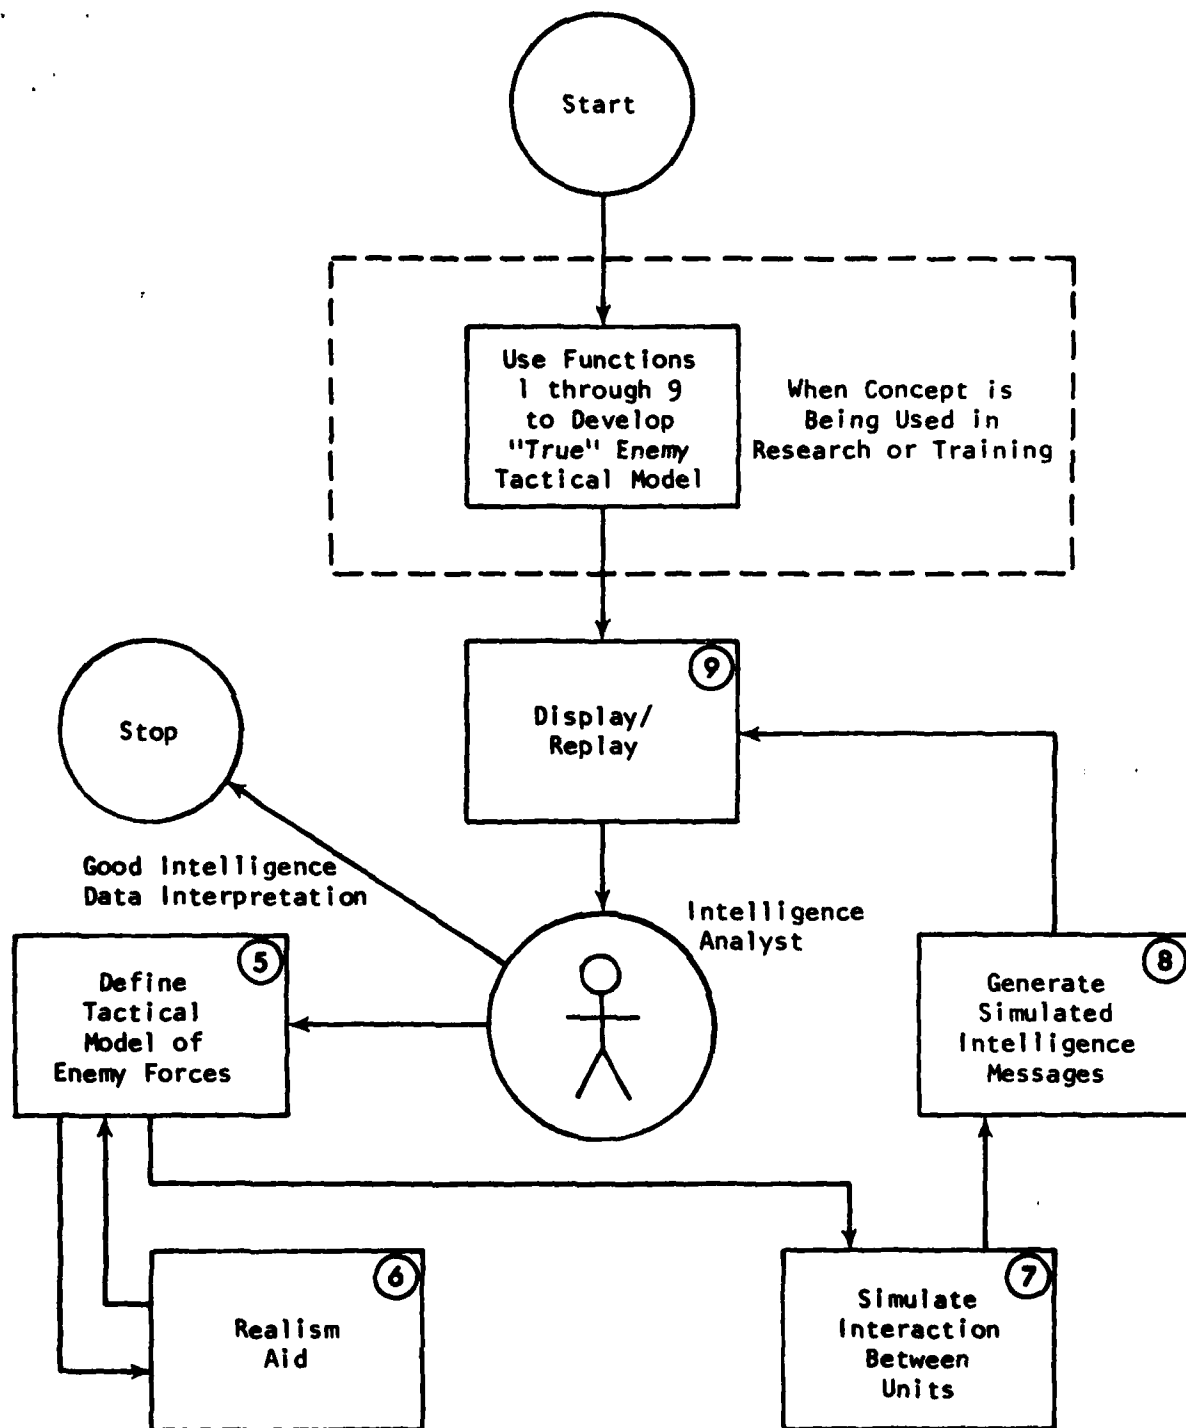 Start
Use Functions
1 through 9
to Develop
"True" Enemy
Tactical Model
When Concept is
Being Used in
Research or Training
9
Display/
Replay
Stop
Good Intelligence
Data Interpretation
Intelligence
Analyst
5
Define
Tactical
Model of
Enemy Forces
8
Generate
Simulated
Intelligence
Messages
6
Realism
Aid
7
Simulate
Interaction
Between
Units